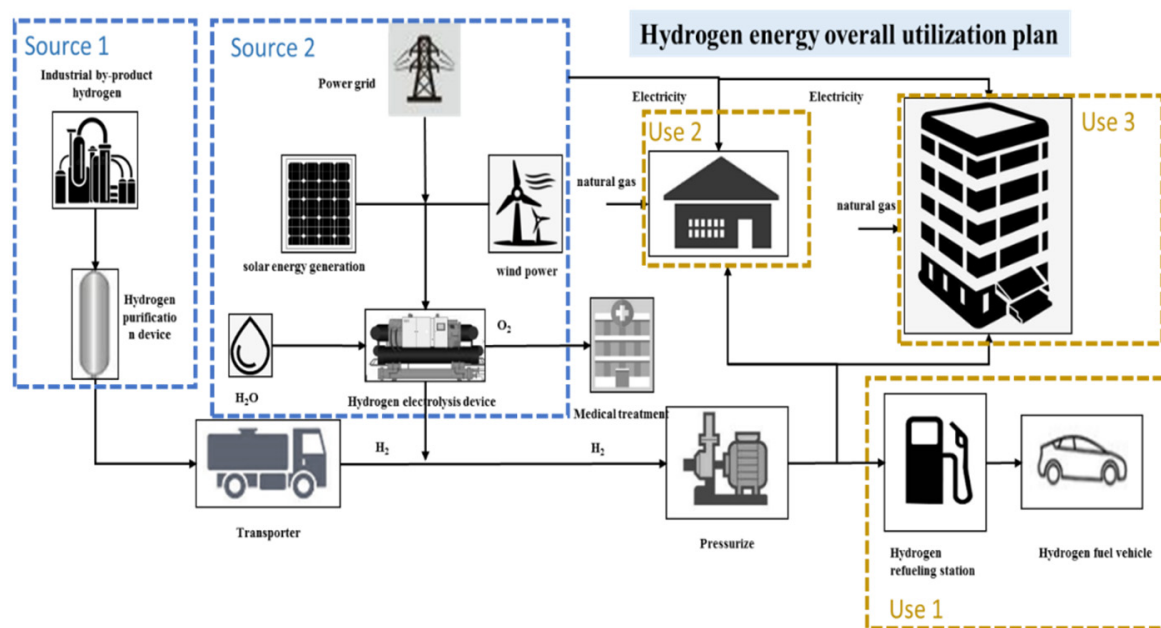 Hydrogen energy overall utilization plan
Source 1
Industrial by-product
hydrogen
Hydrogen
purificatio
n device
Source 2
Power grid
solar energy generation
wind power
H₂O
Hydrogen electrolysis device
O₂
Medical treatment
Electricity
Electricity
Use 2
natural gas
Use 3
natural gas
Transporter
H₂
H₂
Pressurize
Hydrogen
refueling station
Hydrogen fuel vehicle
Use 1